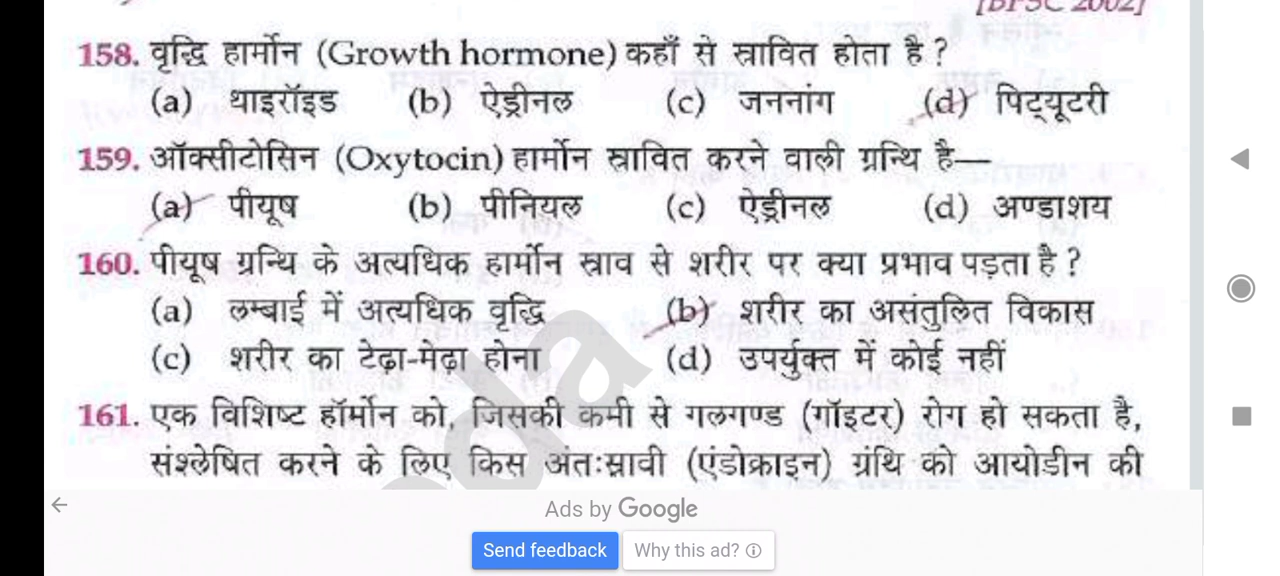 [BPSC 2002]
158. वृद्धि हार्मोन (Growth hormone) कहाँ से स्रावित होता है ?
(a) थाइरॉइड (b) ऐड्रीनल (c) जननांग (d) पिट्यूटरी
159. ऑक्सीटोसिन (Oxytocin) हार्मोन स्रावित करने वाली ग्रन्थि है—
(a) पीयूष (b) पीनियल (c) ऐड्रीनल (d) अण्डाशय
160. पीयूष ग्रन्थि के अत्यधिक हार्मोन स्राव से शरीर पर क्या प्रभाव पड़ता है ?
(a) लम्बाई में अत्यधिक वृद्धि (b) शरीर का असंतुलित विकास
(c) शरीर का टेढ़ा-मेढ़ा होना (d) उपर्युक्त में कोई नहीं
161. एक विशिष्ट हॉर्मोन को, जिसकी कमी से गलगण्ड (गॉइटर) रोग हो सकता है,
संश्लेषित करने के लिए किस अंतःस्रावी (एंडोक्राइन) ग्रंथि को आयोडीन की
Ads by Google
Send feedback Why this ad?